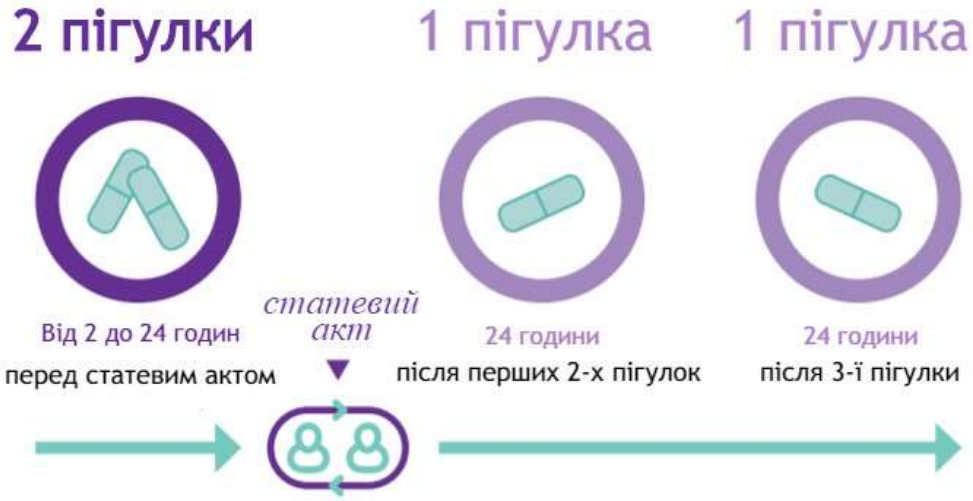 2 пігулки
1 пігулка
1 пігулка
статевий
акт
Від 2 до 24 годин
перед статевим актом
24 години
після перших 2-х пігулок
24 години
після 3-ї пігулки